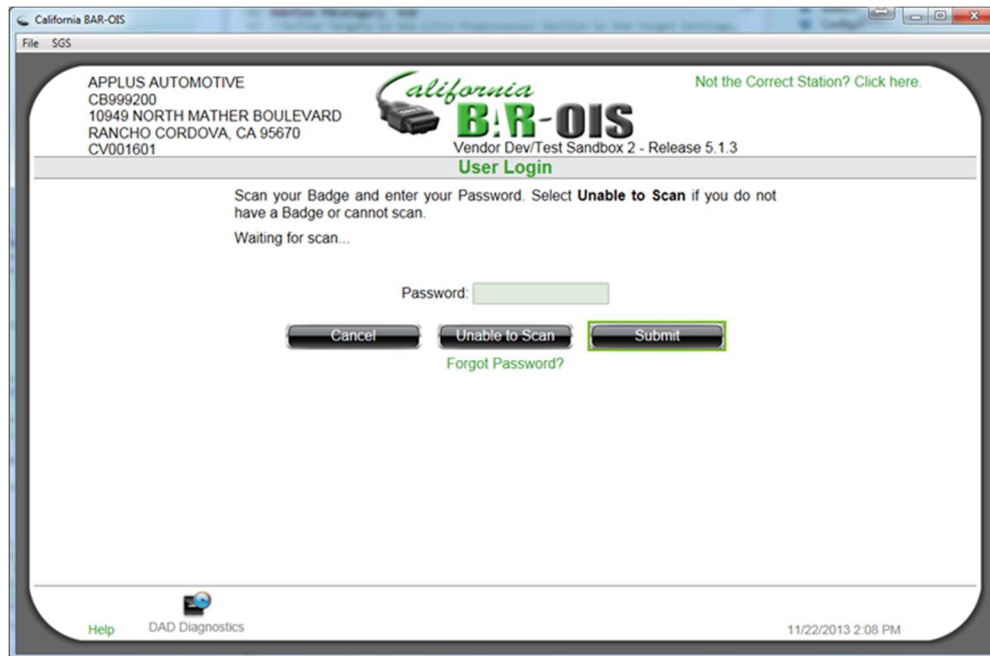 California BAR-OIS
File SGS
APPLUS AUTOMOTIVE
CB999200
10949 NORTH MATHER BOULEVARD
RANCHO CORDOVA, CA 95670
CV001601
California
BAR-OIS
Vendor Dev/Test Sandbox 2 - Release 5.1.3
Not the Correct Station? Click here.
User Login
Scan your Badge and enter your Password. Select Unable to Scan if you do not
have a Badge or cannot scan.
Waiting for scan...
Password:
Cancel Unable to Scan Submit
Forgot Password?
Help DAD Diagnostics 11/22/2013 2:08 PM